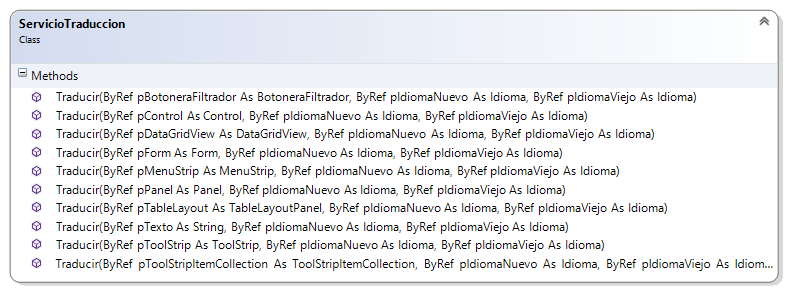 ServicioTraduccion
Class
Methods
Traducir(ByRef pBotoneraFiltrador As BotoneraFiltrador, ByRef pIdiomaNuevo As Idioma, ByRef pIdiomaViejo As Idioma)
Traducir(ByRef pControl As Control, ByRef pIdiomaNuevo As Idioma, ByRef pIdiomaViejo As Idioma)
Traducir(ByRef pDataGridView As DataGridView, ByRef pIdiomaNuevo As Idioma, ByRef pIdiomaViejo As Idioma)
Traducir(ByRef pForm As Form, ByRef pIdiomaNuevo As Idioma, ByRef pIdiomaViejo As Idioma)
Traducir(ByRef pMenuStrip As MenuStrip, ByRef pIdiomaNuevo As Idioma, ByRef pIdiomaViejo As Idioma)
Traducir(ByRef pPanel As Panel, ByRef pIdiomaNuevo As Idioma, ByRef pIdiomaViejo As Idioma)
Traducir(ByRef pTableLayout As TableLayoutPanel, ByRef pIdiomaNuevo As Idioma, ByRef pIdiomaViejo As Idioma)
Traducir(ByRef pTexto As String, ByRef pIdiomaNuevo As Idioma, ByRef pIdiomaViejo As Idioma)
Traducir(ByRef pToolStrip As ToolStrip, ByRef pIdiomaNuevo As Idioma, ByRef pIdiomaViejo As Idioma)
Traducir(ByRef pToolStripItemCollection As ToolStripItemCollection, ByRef pIdiomaNuevo As Idioma, ByRef pIdiomaViejo As Idiom...